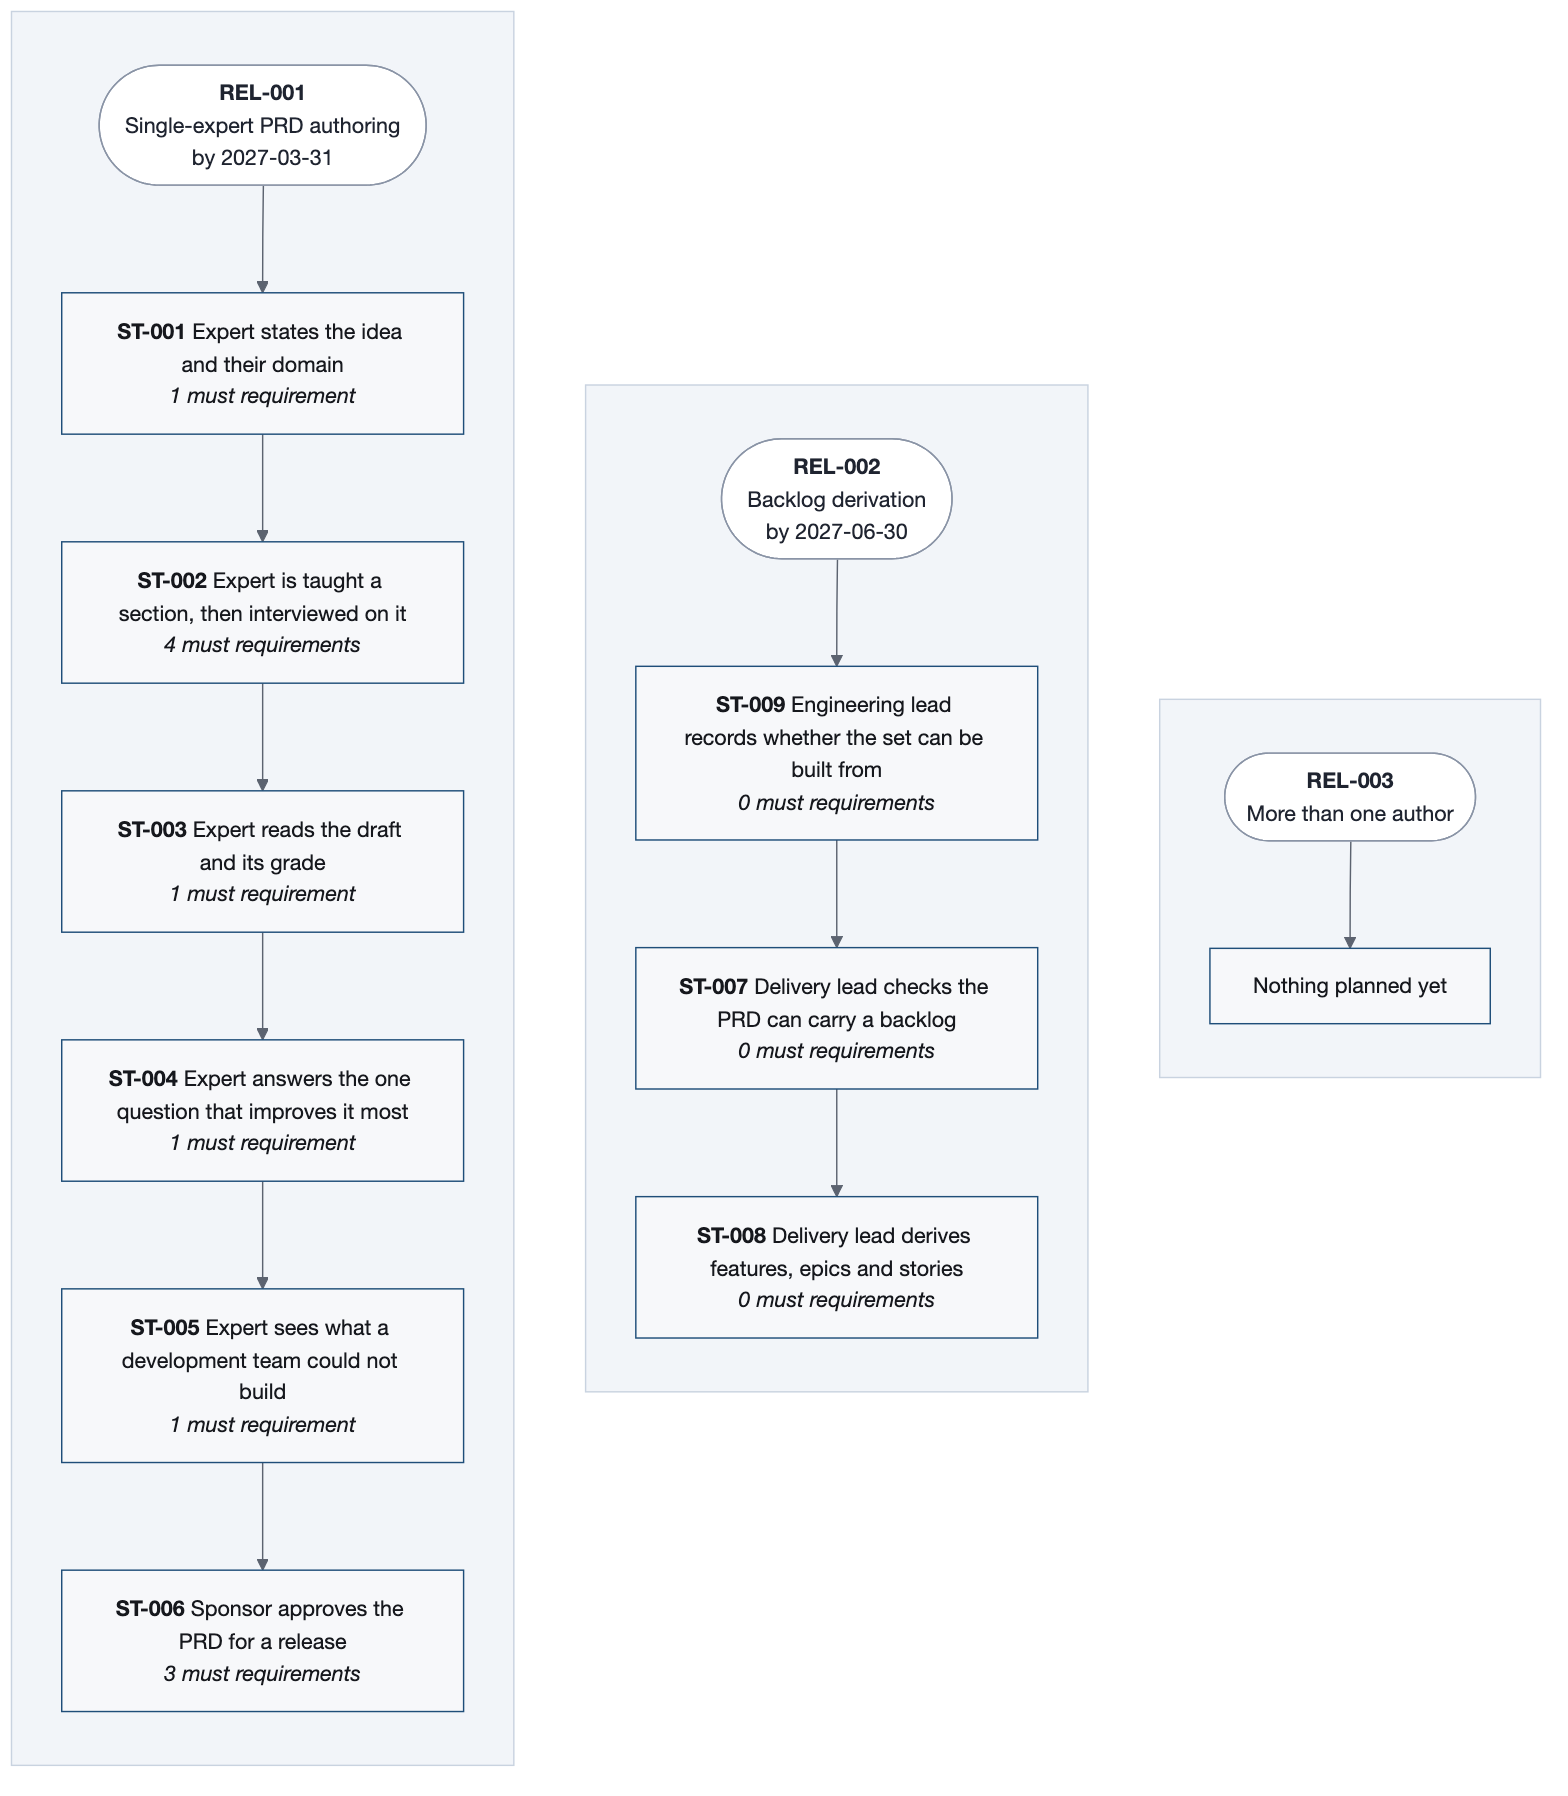 REL-001
Single-expert PRD authoring
by 2027-03-31
ST-001 Expert states the idea
and their domain
1 must requirement
ST-002 Expert is taught a
section, then interviewed on it
4 must requirements
ST-003 Expert reads the draft
and its grade
1 must requirement
ST-004 Expert answers the one
question that improves it most
1 must requirement
ST-005 Expert sees what a
development team could not
build
1 must requirement
ST-006 Sponsor approves the
PRD for a release
3 must requirements
REL-002
Backlog derivation
by 2027-06-30
ST-009 Engineering lead
records whether the set can be
built from
0 must requirements
ST-007 Delivery lead checks the
PRD can carry a backlog
0 must requirements
ST-008 Delivery lead derives
features, epics and stories
0 must requirements
REL-003
More than one author
Nothing planned yet